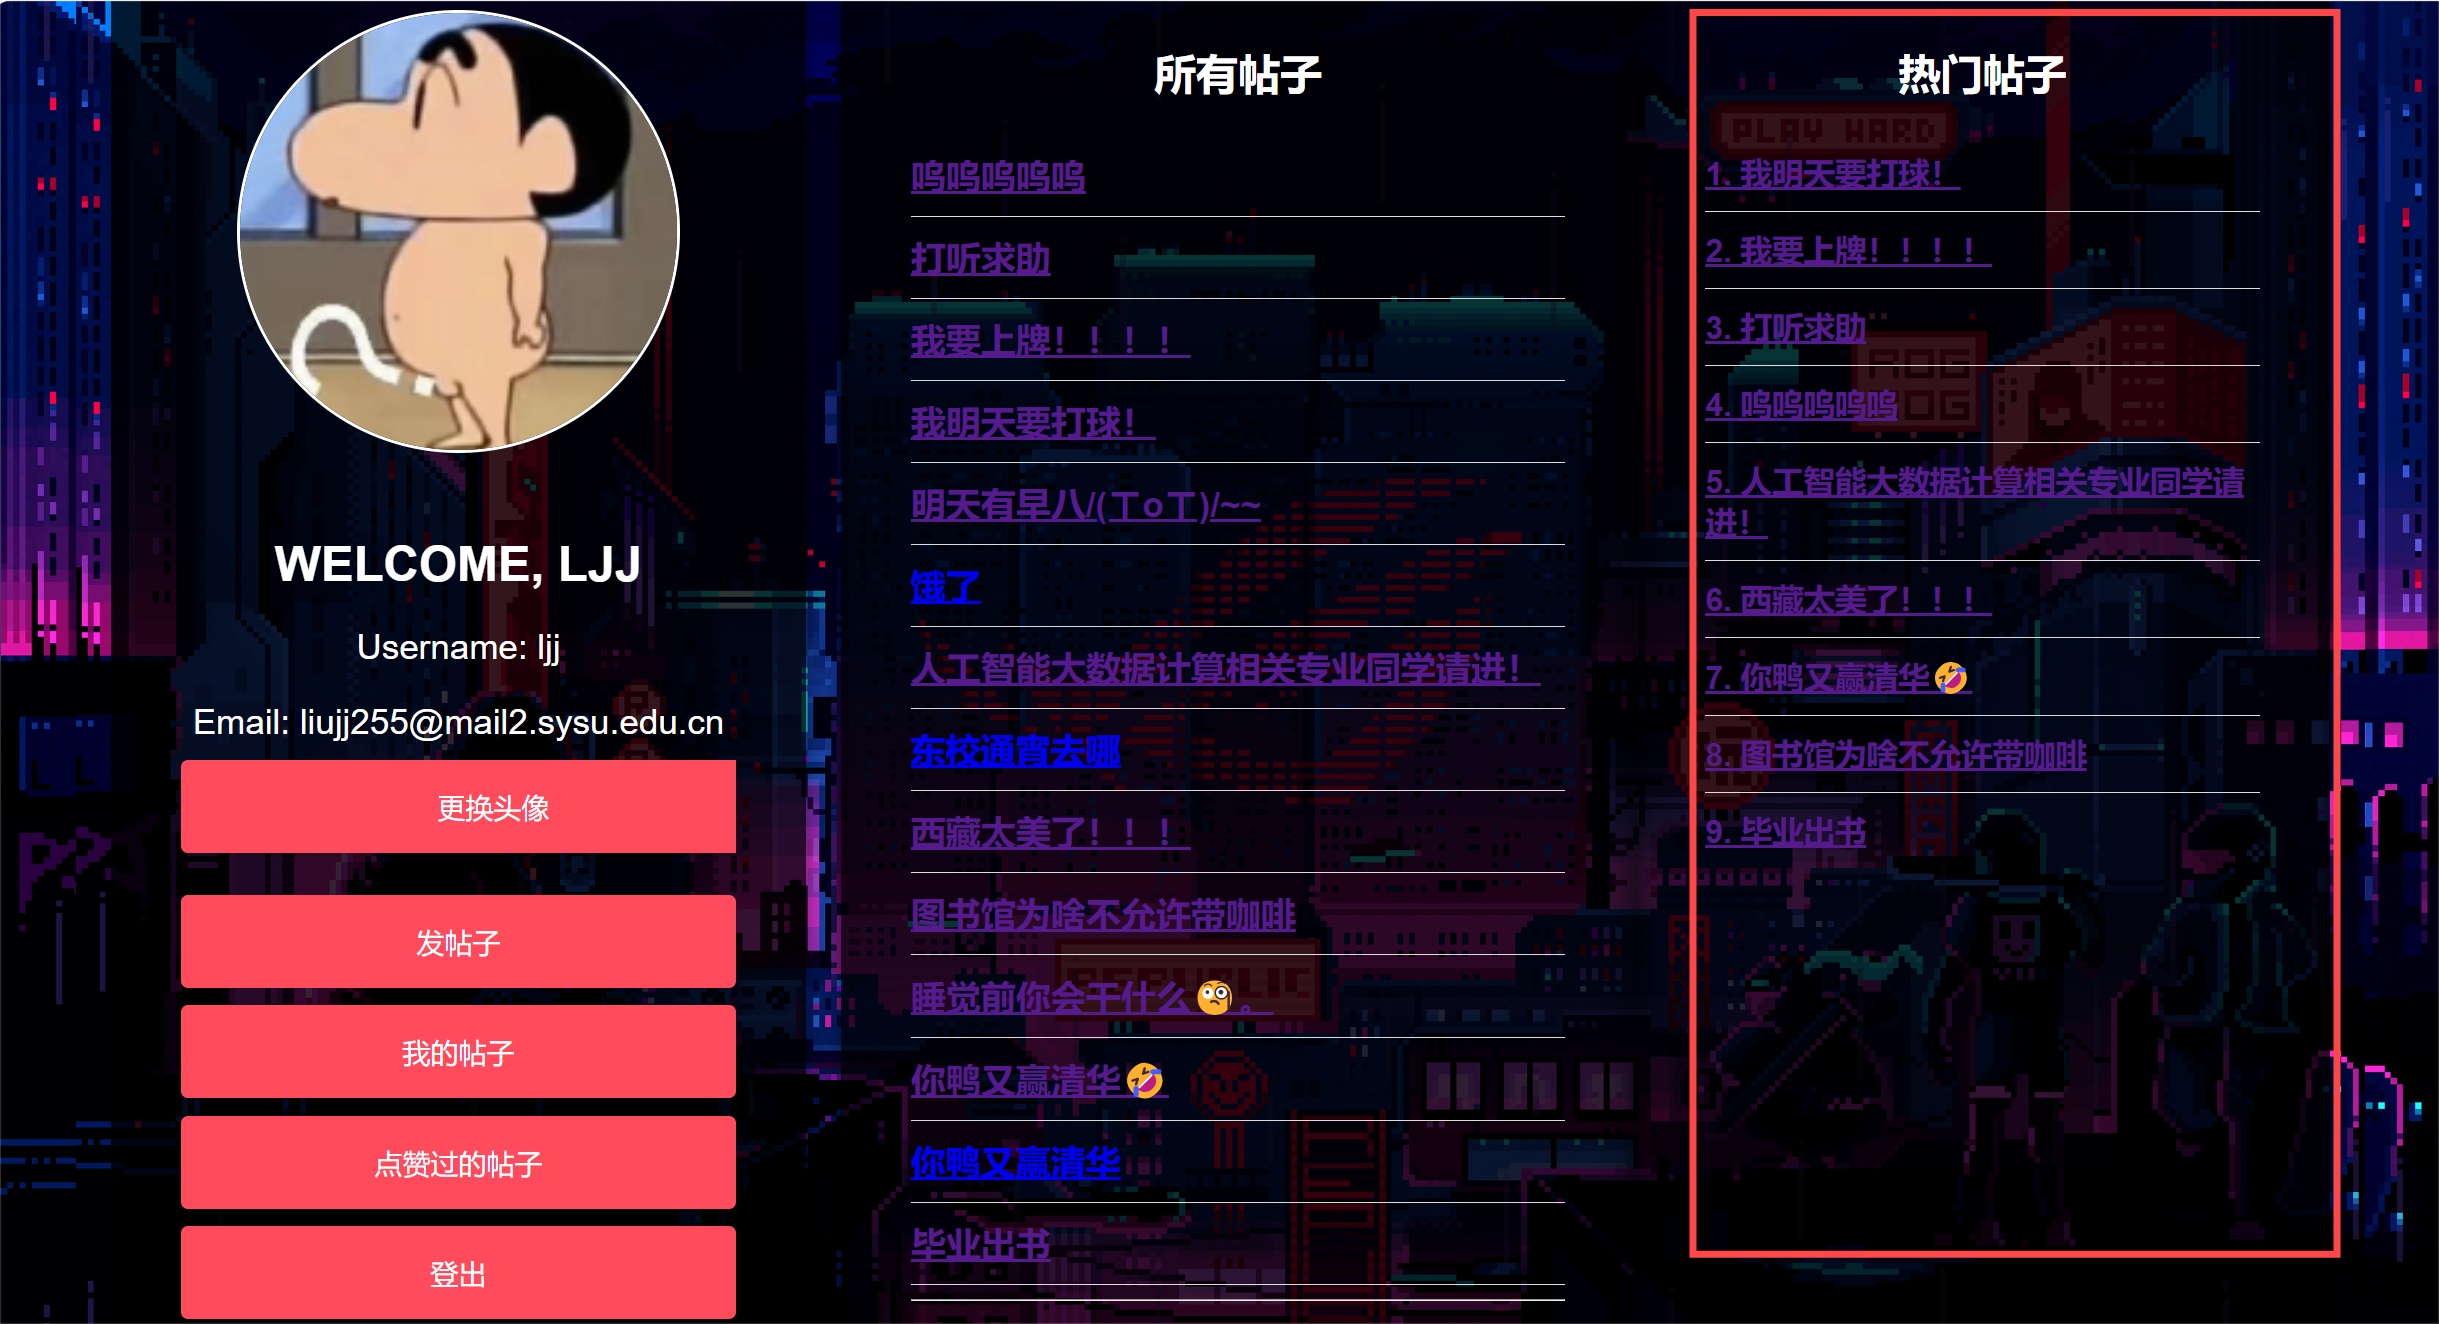 WELCOME, LJJ
Username: ljj
Email: liujj255@mail2.sysu.edu.cn
更换头像
发帖子
我的帖子
点赞过的帖子
登出
所有帖子
呜呜呜呜呜
打听求助
我要上牌！！！！
我明天要打球！
明天有早八/(ㄒoㄒ)/~~
饿了
人工智能大数据计算相关专业同学请进！
东校通宵去哪
西藏太美了！！！
图书馆为啥不允许带咖啡
睡觉前你会干什么🧐。
你鸭又赢清华🤣
你鸭又赢清华
毕业出书
REPUBLIC
热门帖子
PLAY HARD
1. 我明天要打球！
2. 我要上牌！！！！
3. 打听求助
4. 呜呜呜呜呜
5. 人工智能大数据计算相关专业同学请
进！
6. 西藏太美了！！！
7. 你鸭又赢清华🤣
8. 图书馆为啥不允许带咖啡
9. 毕业出书